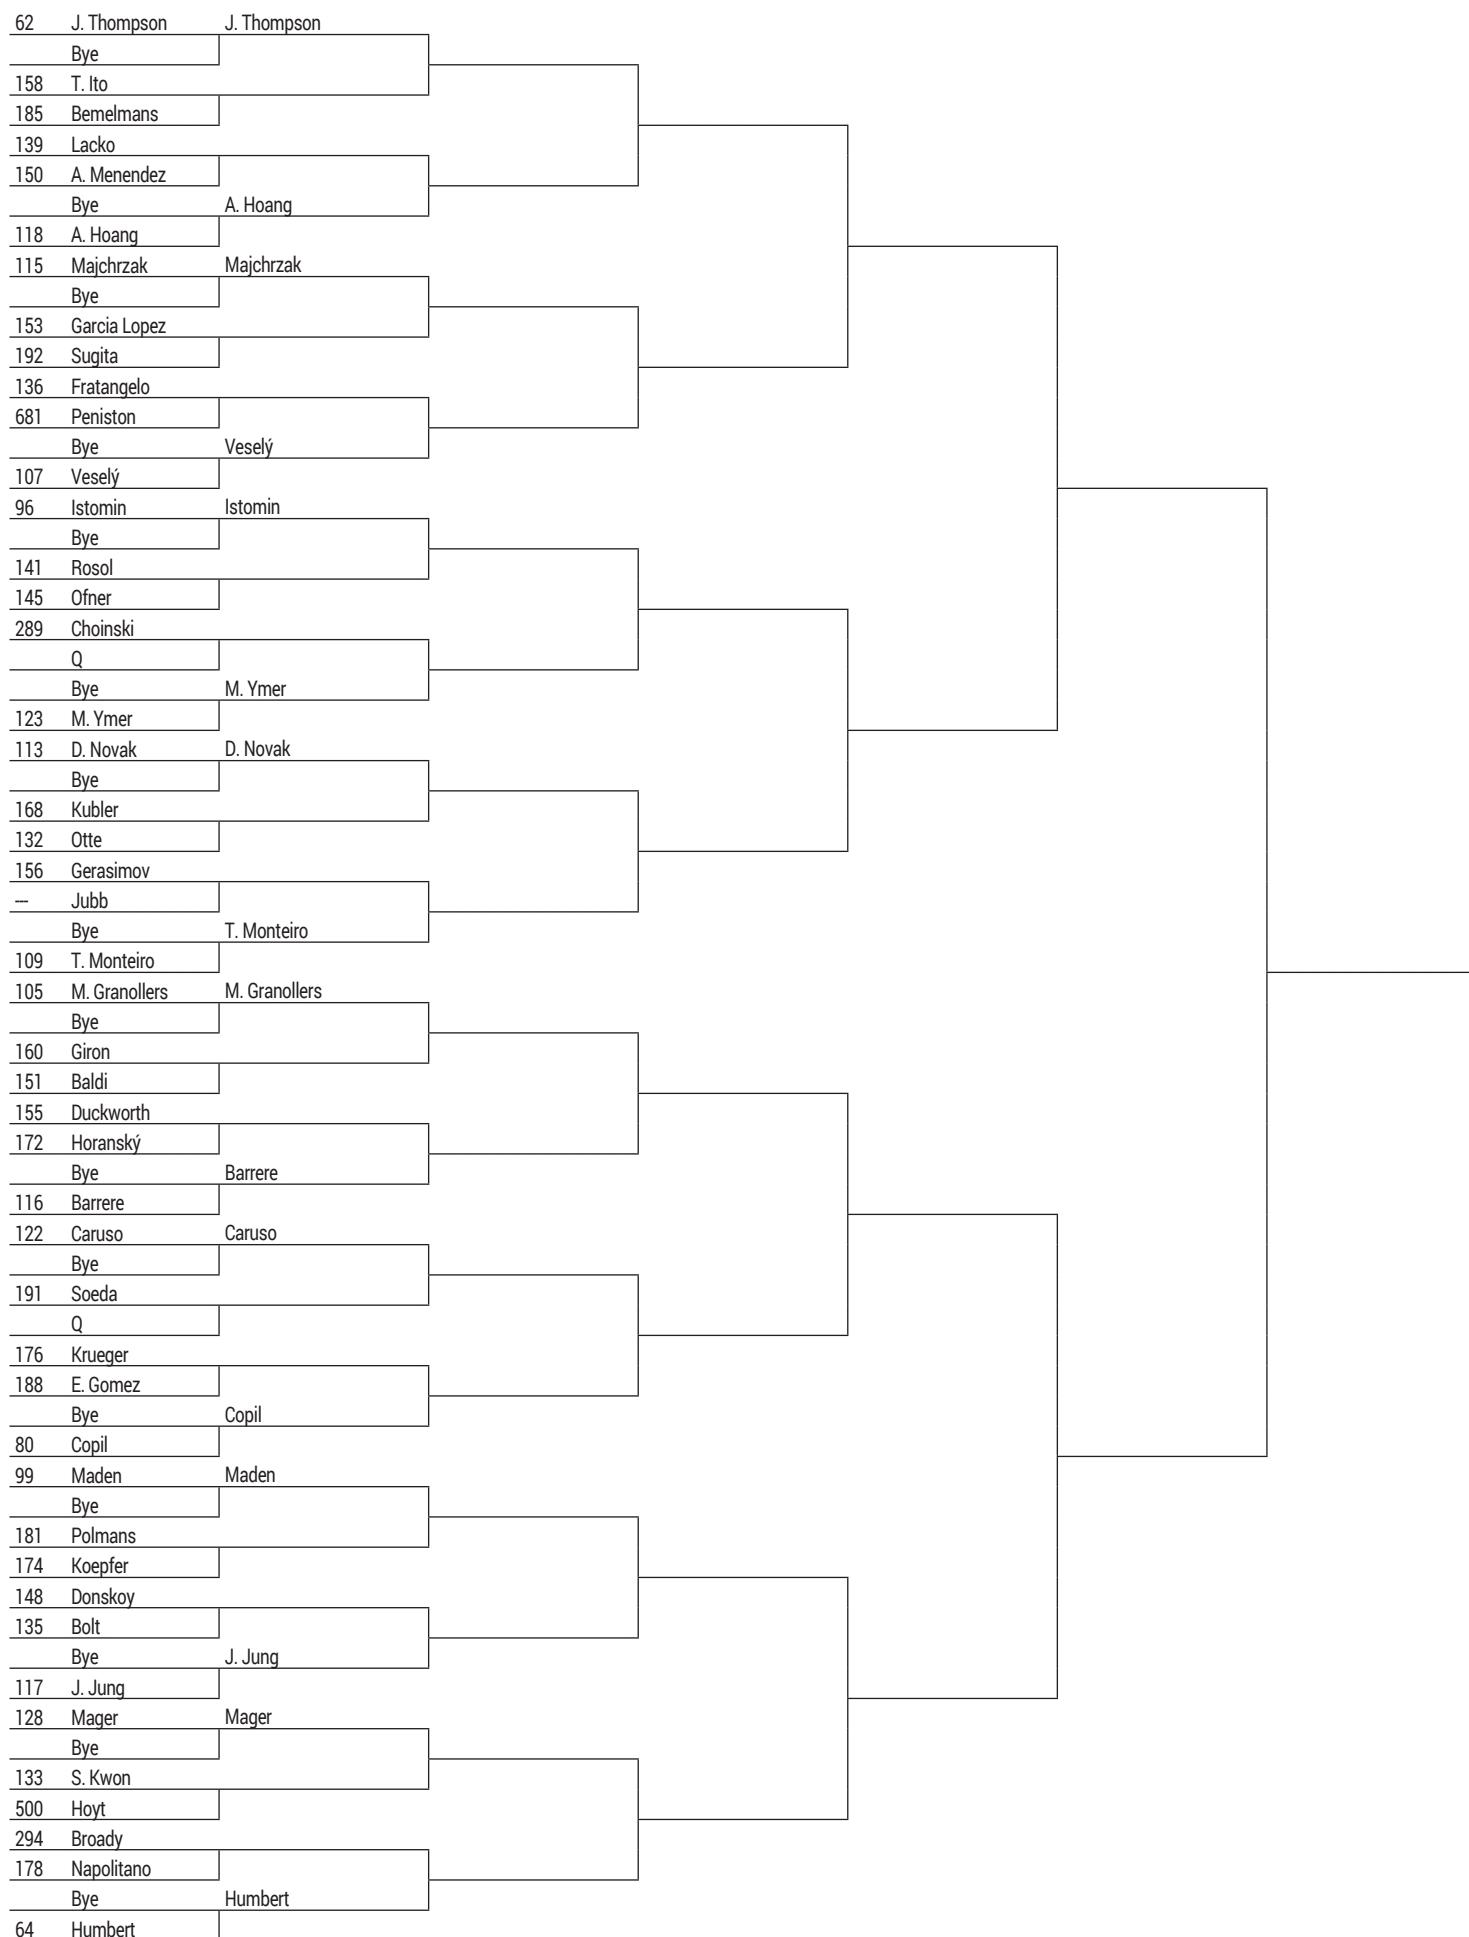 62 J. Thompson J. Thompson
Bye
158 T. Ito
185 Bemelmans
139 Lacko
150 A. Menendez
Bye A. Hoang
118 A. Hoang
115 Majchrzak Majchrzak
Bye
153 Garcia Lopez
192 Sugita
136 Fratangelo
681 Peniston
Bye Veselý
107 Veselý
96 Istomin Istomin
Bye
141 Rosol
145 Ofner
289 Choinski
Q
Bye M. Ymer
123 M. Ymer
113 D. Novak D. Novak
Bye
168 Kubler
132 Otte
156 Gerasimov
--- Jubb
Bye T. Monteiro
109 T. Monteiro
105 M. Granollers M. Granollers
Bye
160 Giron
151 Baldi
155 Duckworth
172 Horanský
Bye Barrere
116 Barrere
122 Caruso Caruso
Bye
191 Soeda
Q
176 Krueger
188 E. Gomez
Bye Copil
80 Copil
99 Maden Maden
Bye
181 Polmans
174 Koepfer
148 Donskoy
135 Bolt
Bye J. Jung
117 J. Jung
128 Mager Mager
Bye
133 S. Kwon
500 Hoyt
294 Broady
178 Napolitano
Bye Humbert
64 Humbert